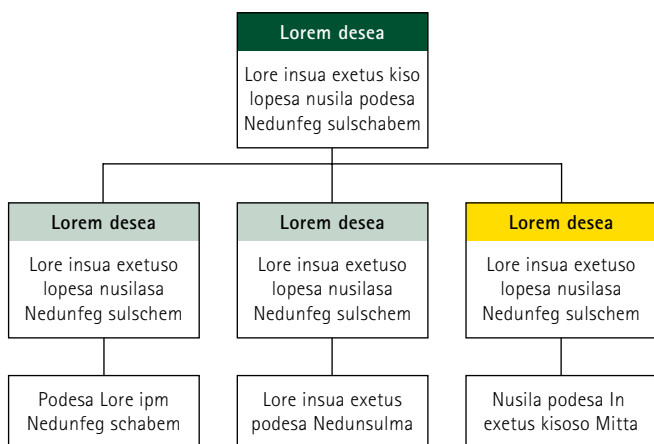 Lorem desea
Lore insua exetus kiso
lopesa nusila podesa
Nedunfeg sulschabem
Lorem desea
Lore insua exetuso
lopesa nusilasa
Nedunfeg sulschem
Podesa Lore ipm
Nedunfeg schabem
Lorem desea
Lore insua exetuso
lopesa nusilasa
Nedunfeg sulschem
Lore insua exetus
podesa Nedunsulma
Lorem desea
Lore insua exetuso
lopesa nusilasa
Nedunfeg sulschem
Nusila podesa In
exetus kisoso Mitta